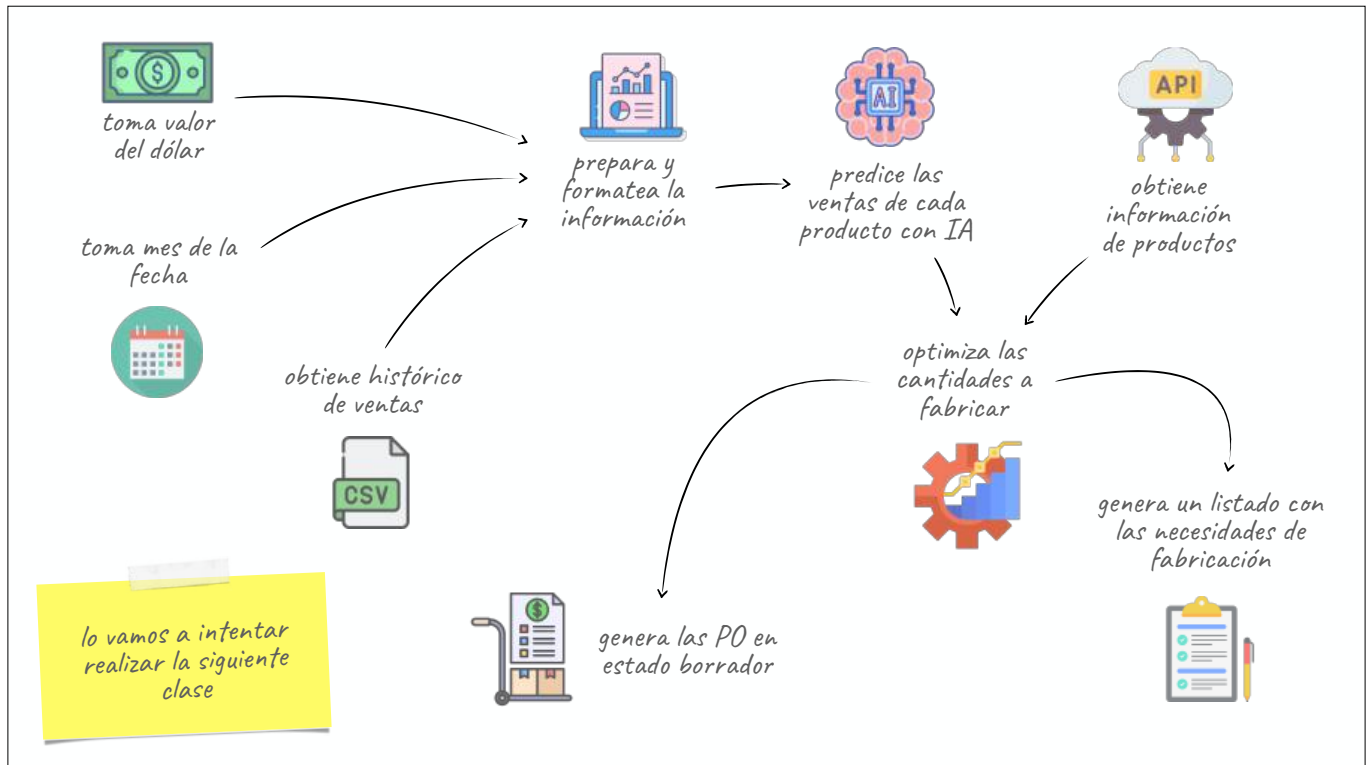 toma valor
del dólar
toma mes de la
fecha
obtiene histórico
de ventas
CSV
prepara y
formatea la
información
AI
predice las
ventas de cada
producto con IA
API
obtiene
información
de productos
optimiza las
cantidades a
fabricar
genera un listado con
las necesidades de
fabricación
genera las PO en
estado borrador
lo vamos a intentar
realizar la siguiente
clase